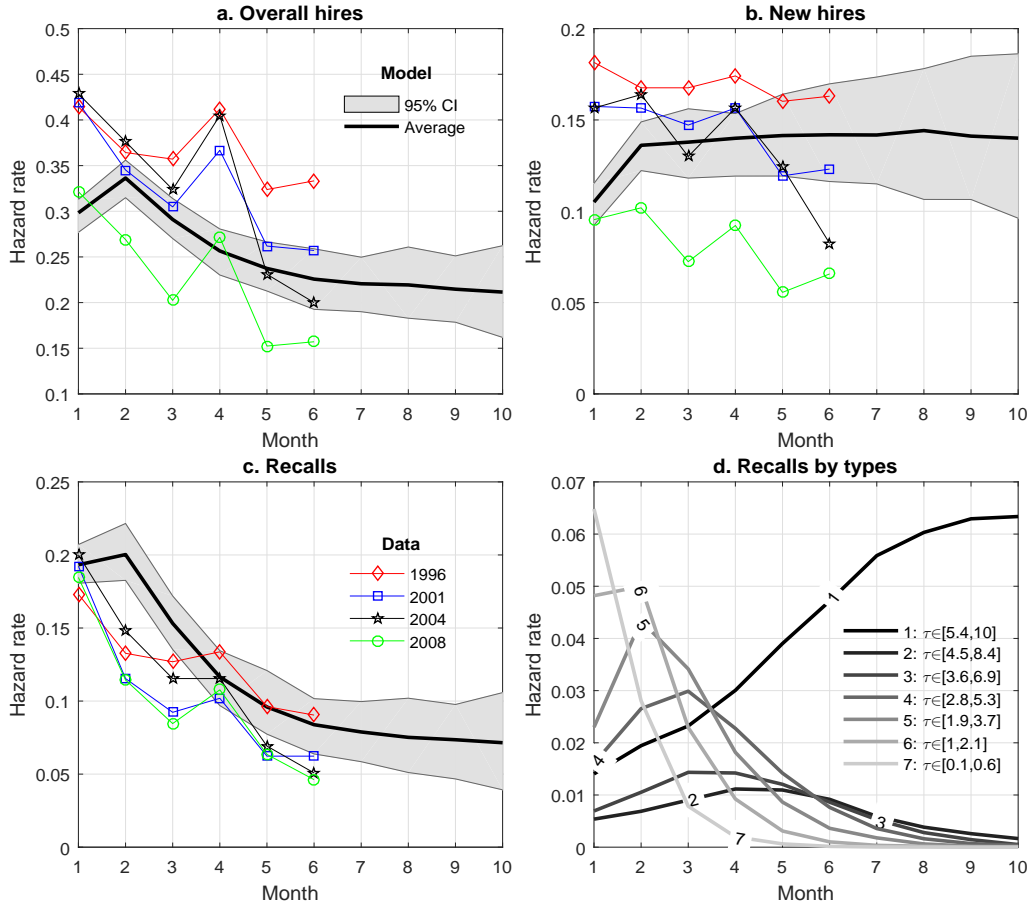 a. Overall hires
0.5
0.45
0.4
0.35
0.3
0.25
0.2
0.15
0.1
Hazard rate
Model
95% CI
Average
1 2 3 4 5 6 7 8 9 10
Month
b. New hires
0.2
0.15
0.1
0.05
0
Hazard rate
1 2 3 4 5 6 7 8 9 10
Month
c. Recalls
0.25
0.2
0.15
0.1
0.05
0
Hazard rate
Data
1996
2001
2004
2008
1 2 3 4 5 6 7 8 9 10
Month
d. Recalls by types
0.07
0.06
0.05
0.04
0.03
0.02
0.01
0
Hazard rate
1
6
5
4
2
3
7
1: τ∈[5.4,10]
2: τ∈[4.5,8.4]
3: τ∈[3.6,6.9]
4: τ∈[2.8,5.3]
5: τ∈[1.9,3.7]
6: τ∈[1,2.1]
7: τ∈[0.1,0.6]
1 2 3 4 5 6 7 8 9 10
Month